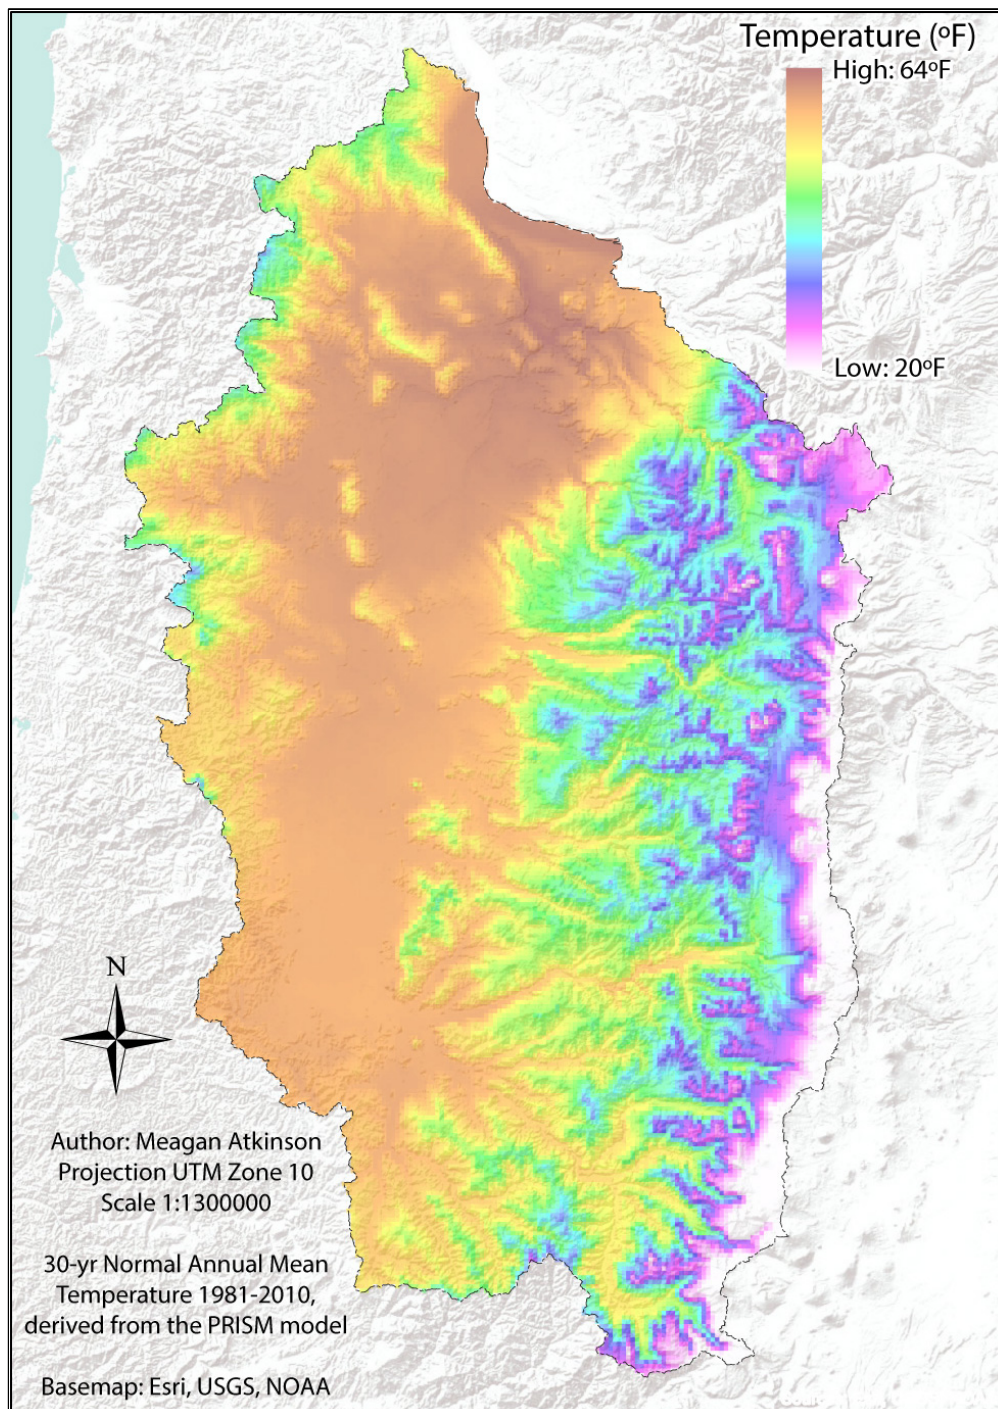 Temperature (ºF)
High: 64ºF
Low: 20ºF
N
Author: Meagan Atkinson
Projection UTM Zone 10
Scale 1:1300000
30-yr Normal Annual Mean
Temperature 1981-2010,
derived from the PRISM model
Basemap: Esri, USGS, NOAA